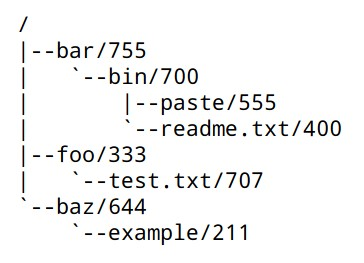 /
|--bar/755
|   `--bin/700
|       |--paste/555
|       `--readme.txt/400
|--foo/333
|   `--test.txt/707
`--baz/644
    `--example/211